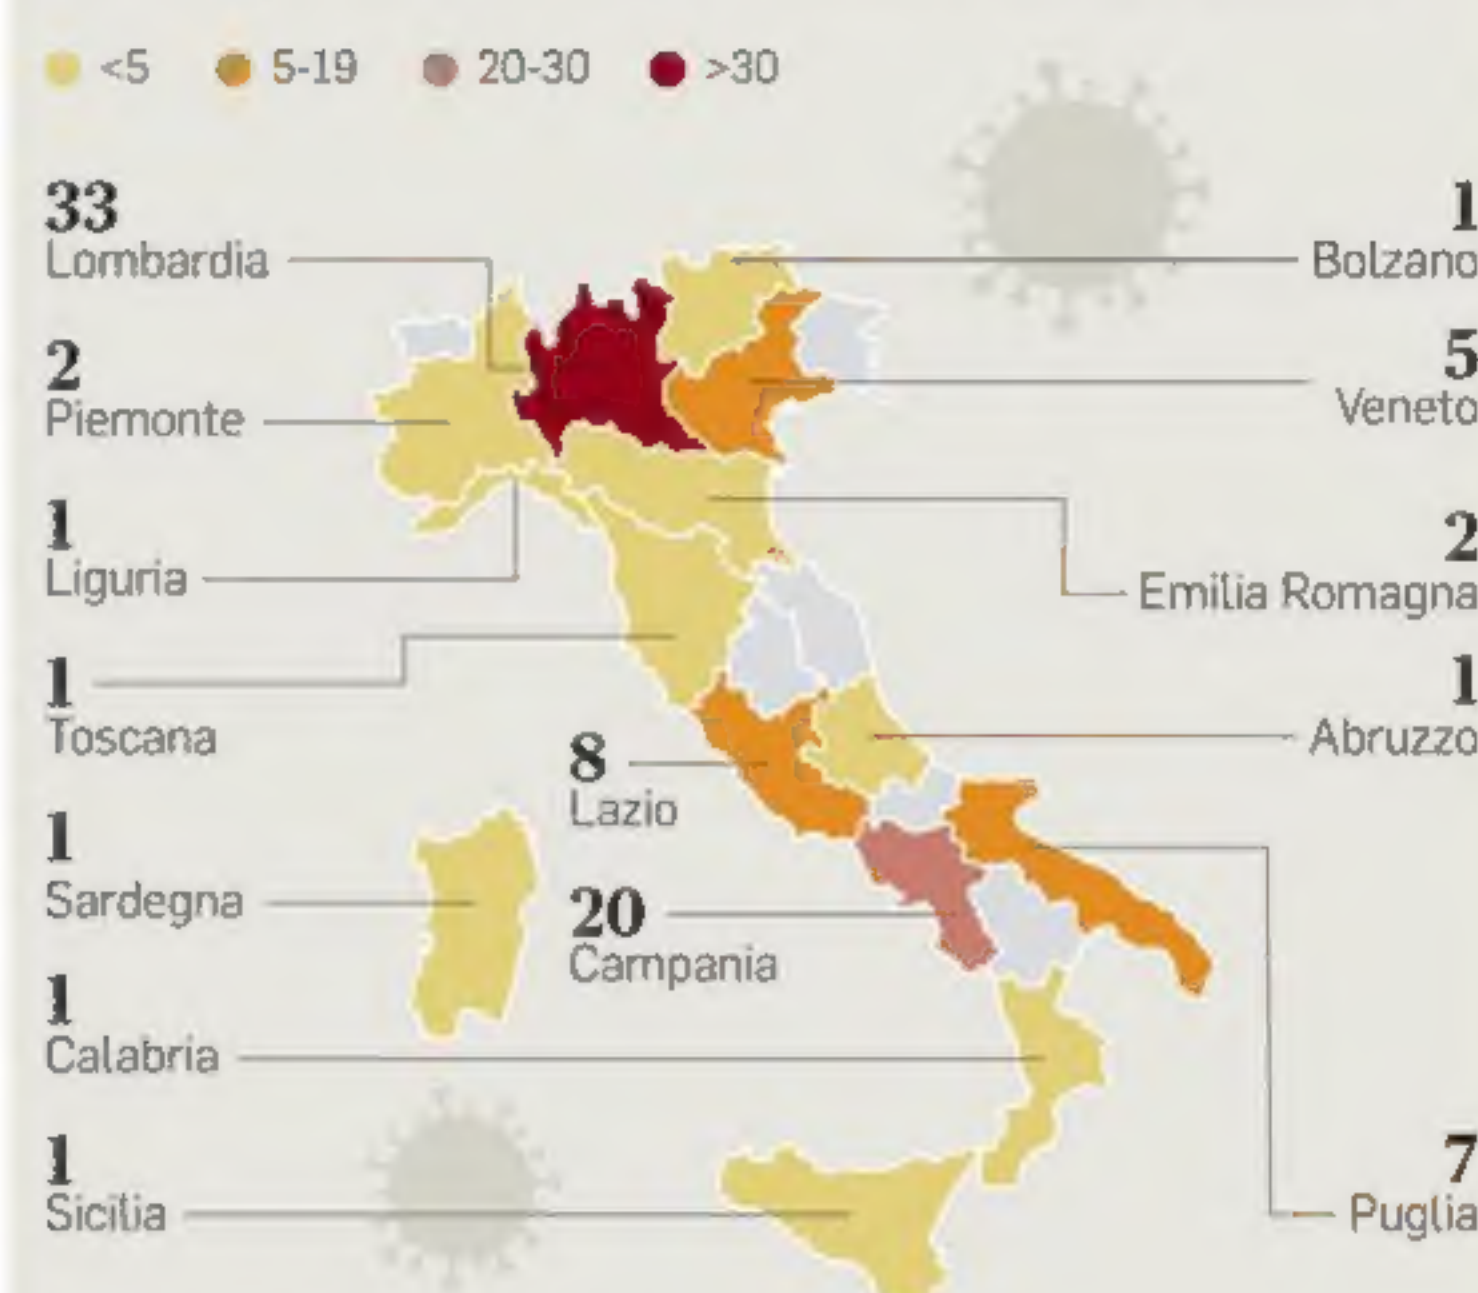 <5 5-19 20-30 >30
33
Lombardia
2
Piemonte
1
Liguria
1
Toscana
1
Sardegna
1
Calabria
1
Sicilia
8
Lazio
20
Campania
1
Bolzano
5
Veneto
2
Emilia Romagna
1
Abruzzo
7
Puglia